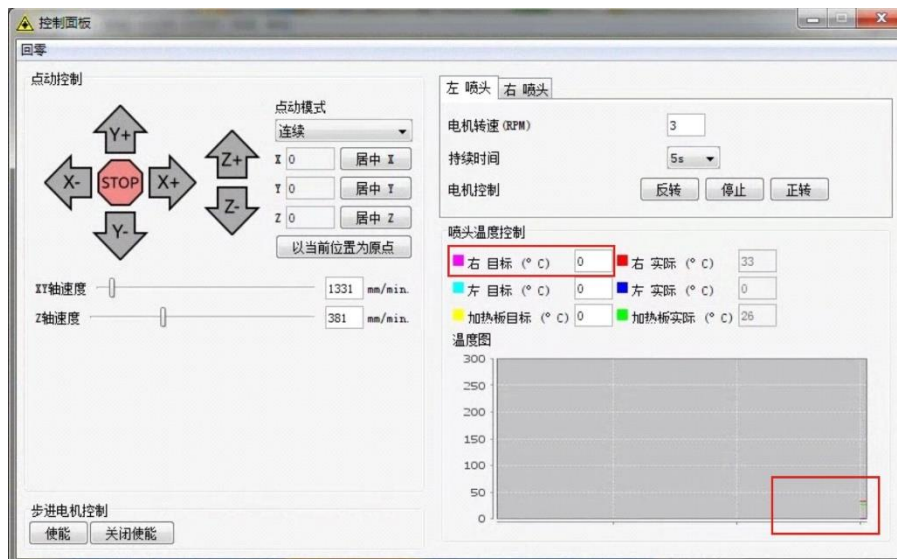 控制面板
回零
点动控制
Y+
X-
STOP
X+
Y-
Z+
Z-
点动模式
连续
X 0 居中 X
Y 0 居中 Y
Z 0 居中 Z
以当前位置为原点
XY轴速度 1331 mm/min.
Z轴速度 381 mm/min.
步进电机控制
使能 关闭使能
左 喷头 右 喷头
电机转速(RPM) 3
持续时间 5s
电机控制 反转 停止 正转
喷头温度控制
右 目标 (° C) 0 右 实际 (° C) 33
左 目标 (° C) 0 左 实际 (° C) 0
加热板目标 (° C) 0 加热板实际 (° C) 26
温度图
300
250
200
150
100
50
0